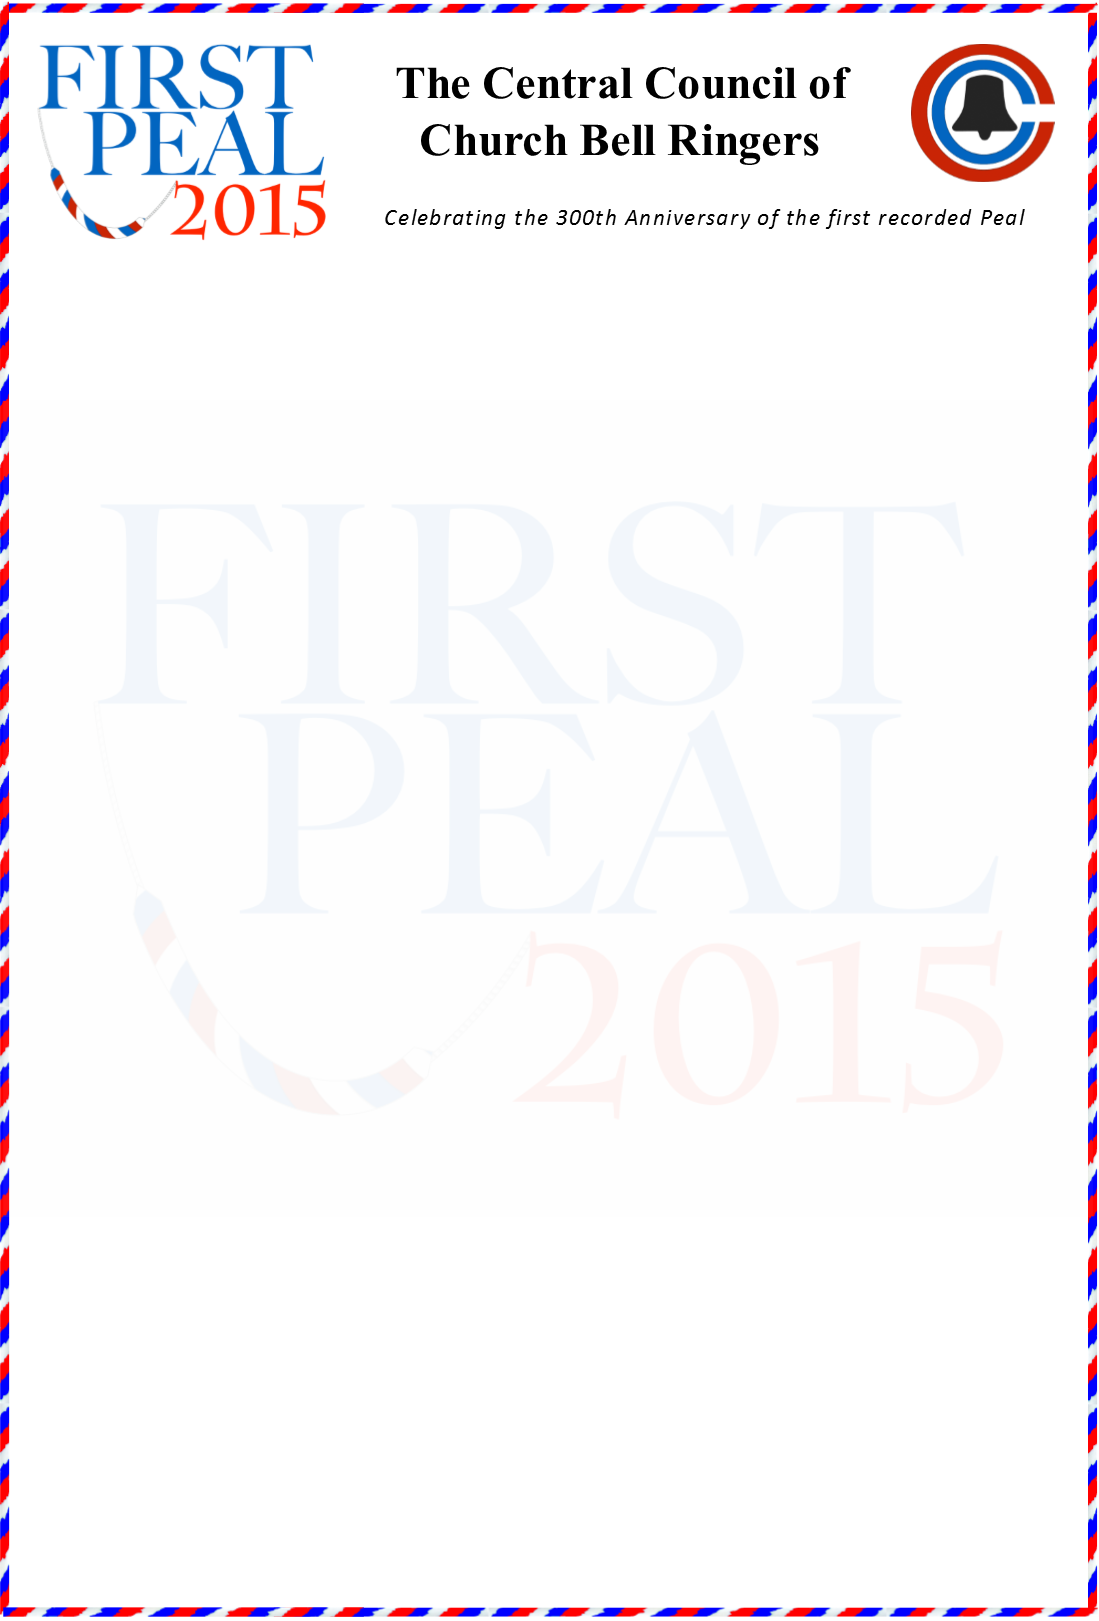 FIRST
PEAL
2015
The Central Council of
Church Bell Ringers
Celebrating the 300th Anniversary of the first recorded Peal
FIRST
PEAL
2015